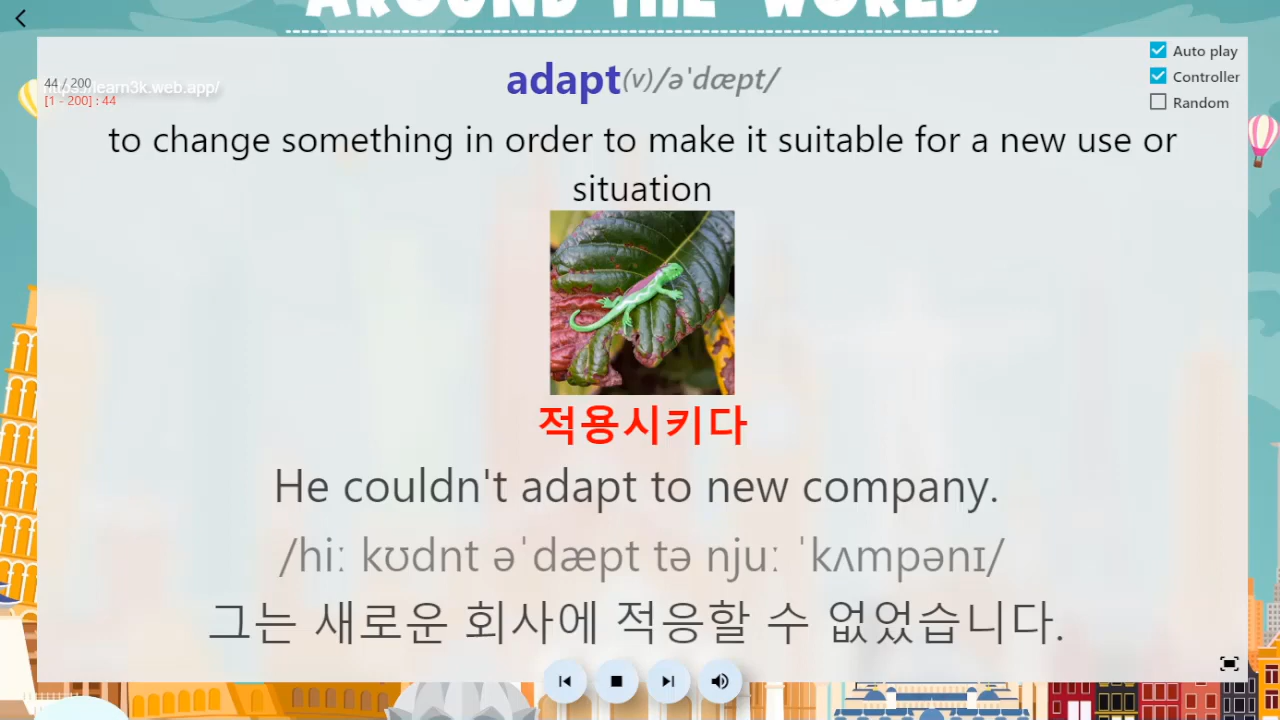 AROUND THE WORLD
44 / 200
https://learn3k.web.app/
[1 - 200] : 44
adapt(v)/əˈdæpt/
Auto play
Controller
Random
to change something in order to make it suitable for a new use or
situation
적용시키다
He couldn't adapt to new company.
/hiː kʊdnt əˈdæpt tə njuː ˈkʌmpənɪ/
그는 새로운 회사에 적응할 수 없었습니다.